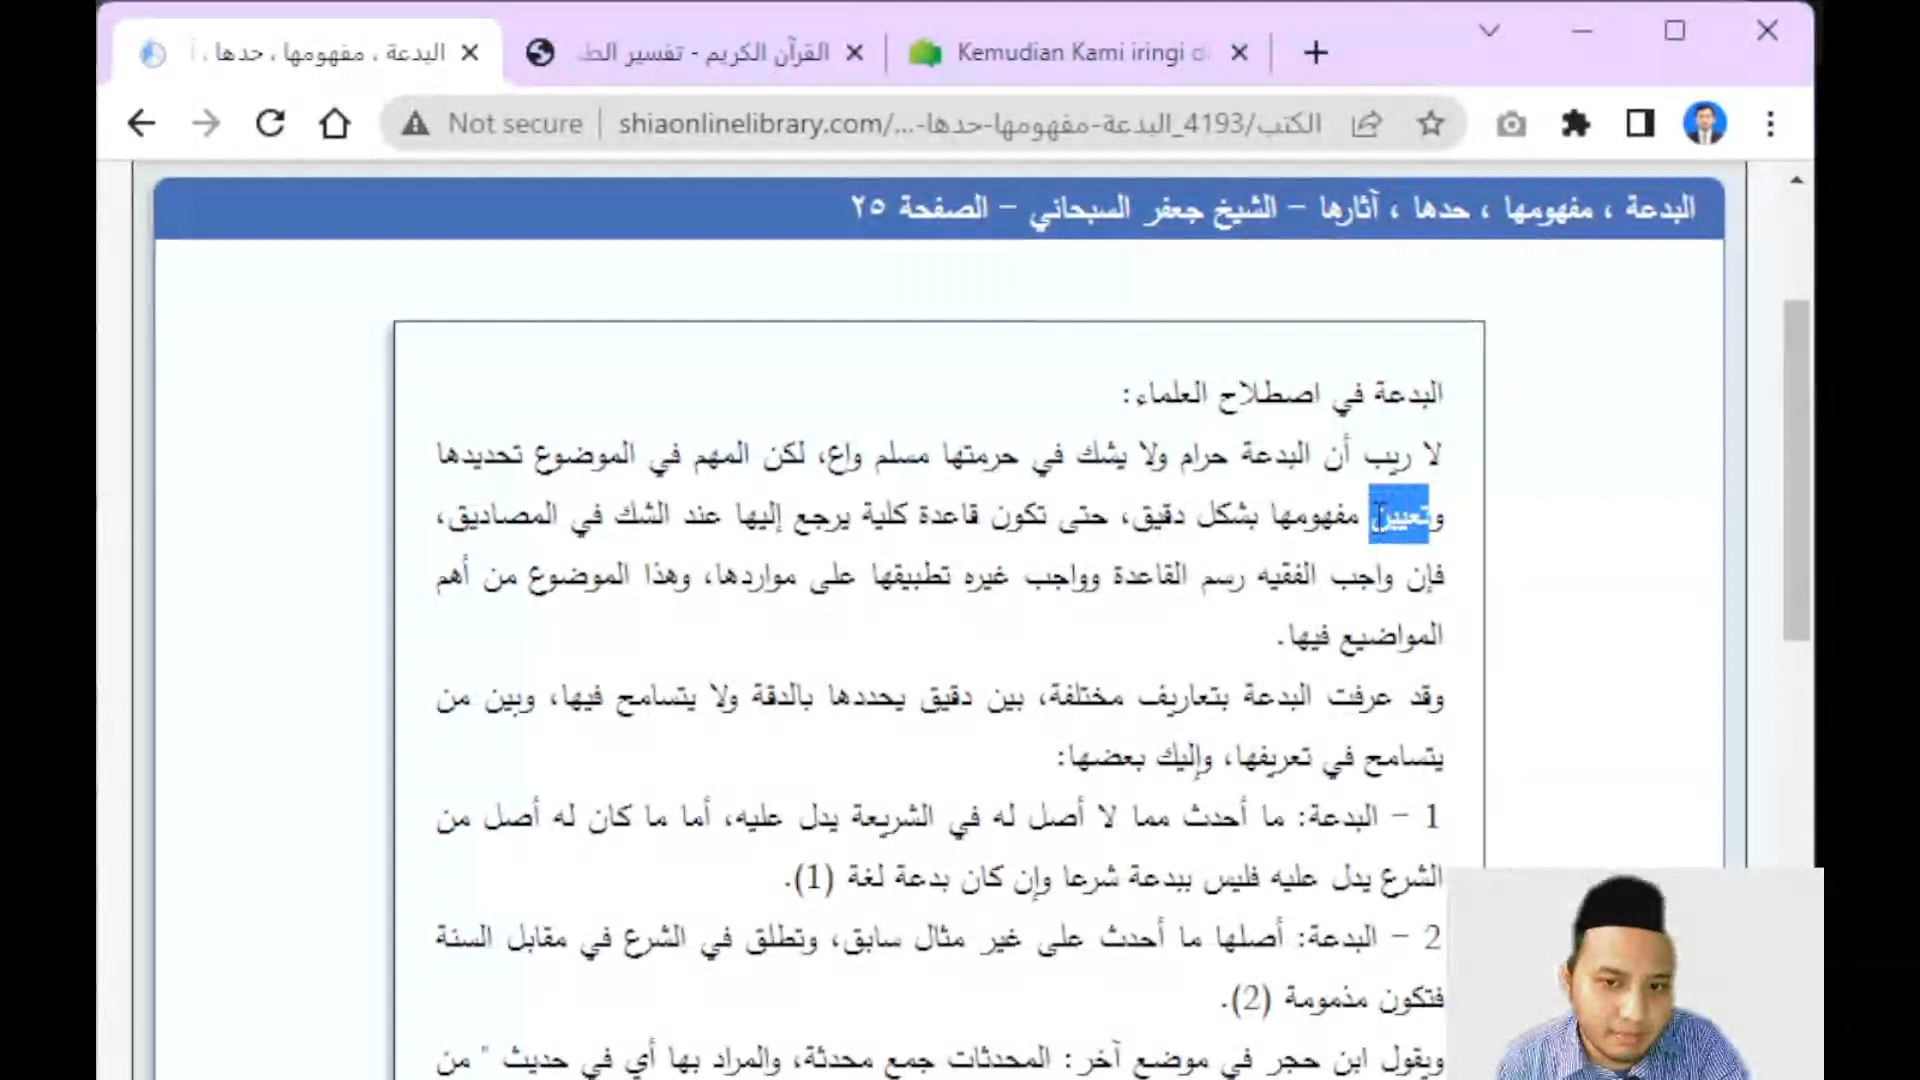 البدعة ، مفهومها ، حدها ،
القرآن الكريم - تفسير الط
Kemudian Kami iringi d
Not secure
shiaonlinelibrary.com/...الكتب/4193_البدعة-مفهومها-حدها-
البدعة ، مفهومها ، حدها ، آثارها - الشيخ جعفر السبحاني - الصفحة ٢٥
البدعة في اصطلاح العلماء:
لا ريب أن البدعة حرام ولا يشك في حرمتها مسلم واع، لكن المهم في الموضوع تحديدها
وتعيين مفهومها بشكل دقيق، حتى تكون قاعدة كلية يرجع إليها عند الشك في المصاديق،
فإن واجب الفقيه رسم القاعدة وواجب غيره تطبيقها على مواردها، وهذا الموضوع من أهم
المواضيع فيها.
وقد عرفت البدعة بتعاريف مختلفة، بين دقيق يحددها بالدقة ولا يتسامح فيها، وبين من
يتسامح في تعريفها، وإليك بعضها:
1 - البدعة: ما أحدث مما لا أصل له في الشريعة يدل عليه، أما ما كان له أصل من
الشرع يدل عليه فليس ببدعة شرعا وإن كان بدعة لغة (1).
2 - البدعة: أصلها ما أحدث على غير مثال سابق، وتطلق في الشرع في مقابل السنة
فتكون مذمومة (2).
ويقول ابن حجر في موضع آخر: المحدثات جمع محدثة، والمراد بها أي في حديث " من